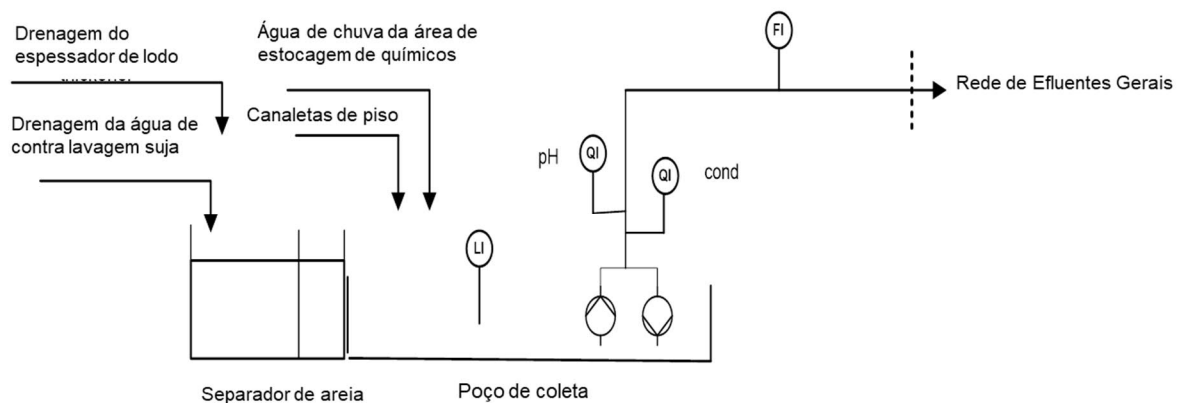 Drenagem do
espessador de lodo
Drenagem da água de
contra lavagem suja
Água de chuva da área de
estocagem de químicos
Canaletas de piso
FI
Rede de Efluentes Gerais
pH
QI
QI
cond
LI
Separador de areia
Poço de coleta